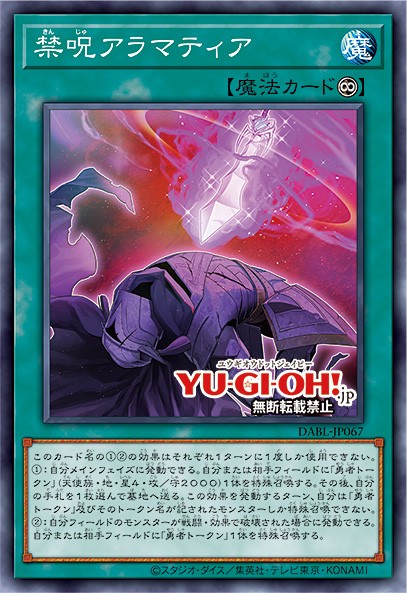 禁呪アラマティア
【魔法カード】
ユウギオウドットジェイピー
YU-GI-OH!.jp
無断転載禁止
DABL-JP067
このカード名の①②の効果はそれぞれ1ターンに1度しか使用できない。
①:自分メインフェイズに発動できる。自分または相手フィールドに「勇者トー
クン」(天使族・地・星4・攻/守2000)1体を特殊召喚する。その後、自分
の手札を1枚選んで墓地へ送る。この効果を発動するターン、自分は「勇者
トークン」及びそのトークン名が記されたモンスターしか特殊召喚できない。
②:自分フィールドのモンスターが戦闘・効果で破壊された場合に発動できる。
自分または相手フィールドに「勇者トークン」1体を特殊召喚する。
©スタジオ・ダイス/集英社・テレビ東京・KONAMI